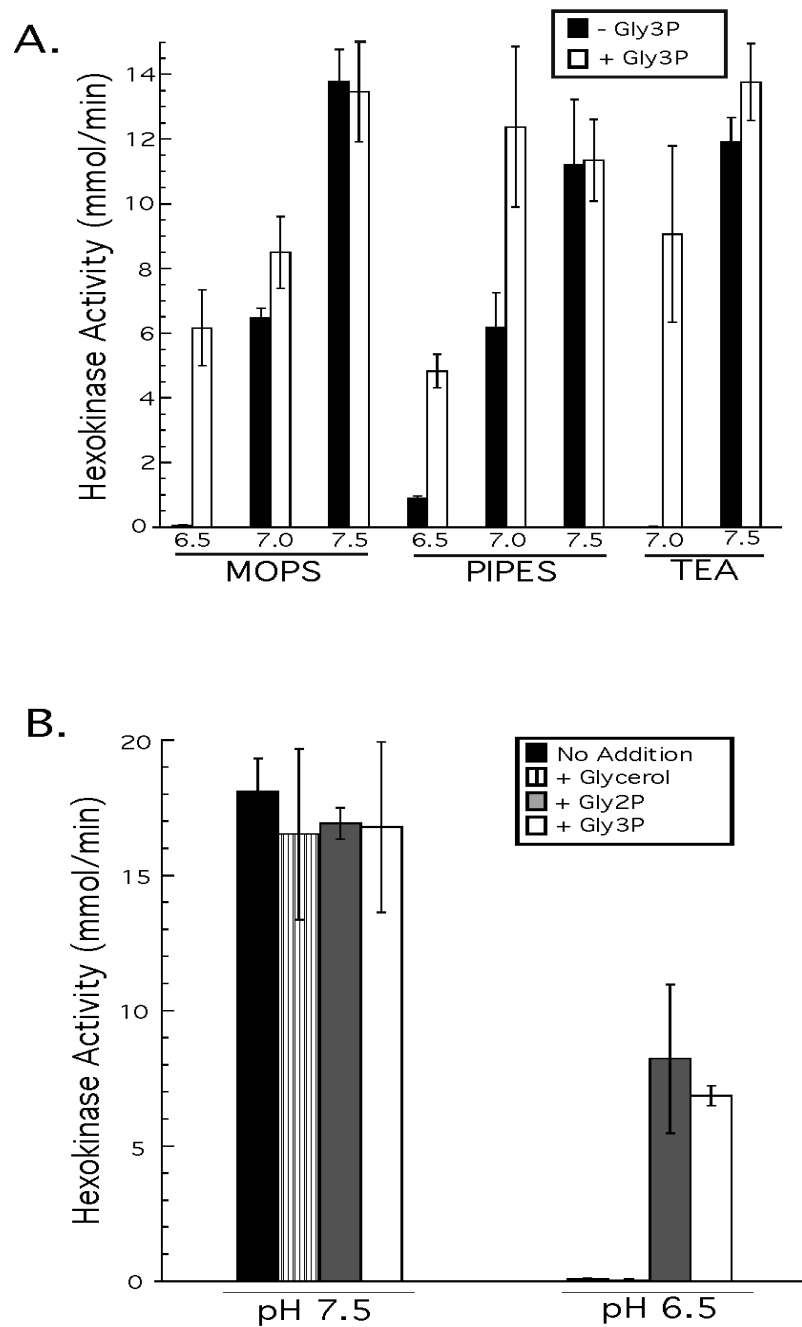 A.
- Gly3P
+ Gly3P
Hexokinase Activity (mmol/min)
14
12
10
8
6
4
2
0
6.5 7.0 7.5 6.5 7.0 7.5 7.0 7.5
MOPS PIPES TEA
B.
No Addition
+ Glycerol
+ Gly2P
+ Gly3P
Hexokinase Activity (mmol/min)
20
15
10
5
0
pH 7.5 pH 6.5